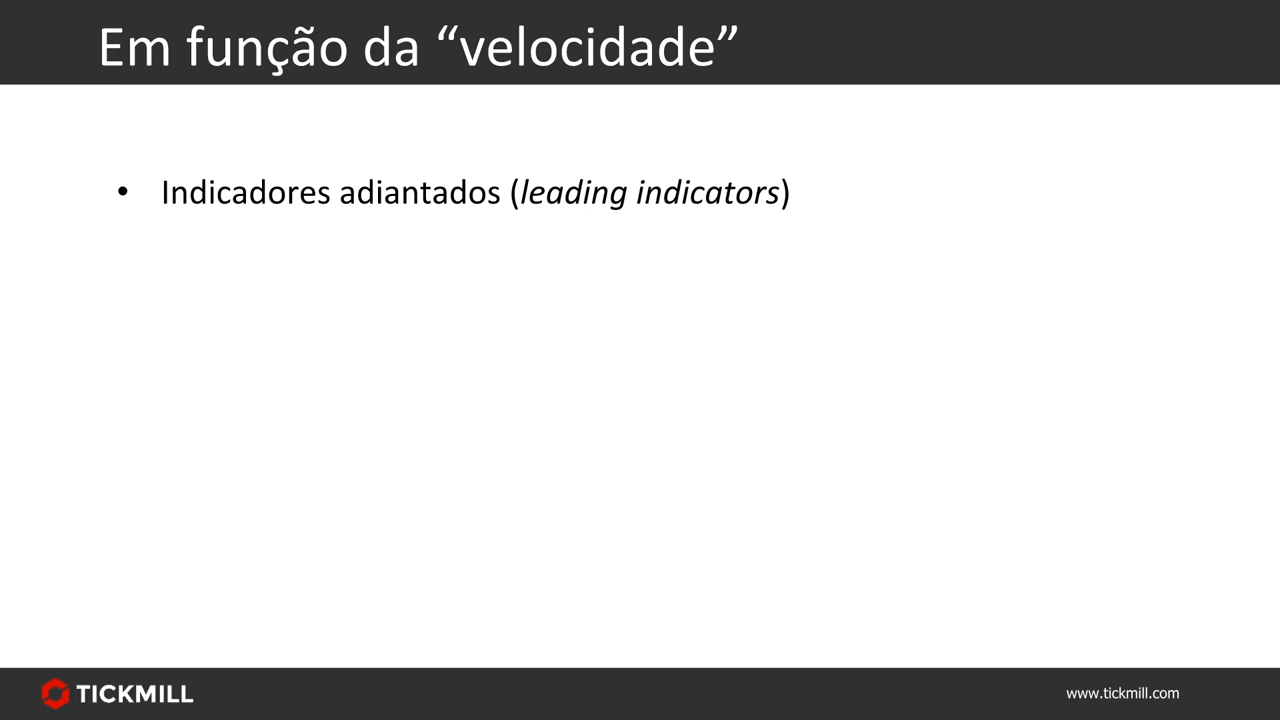 Em função da “velocidade”
• Indicadores adiantados (leading indicators)
TICKMILL
www.tickmill.com